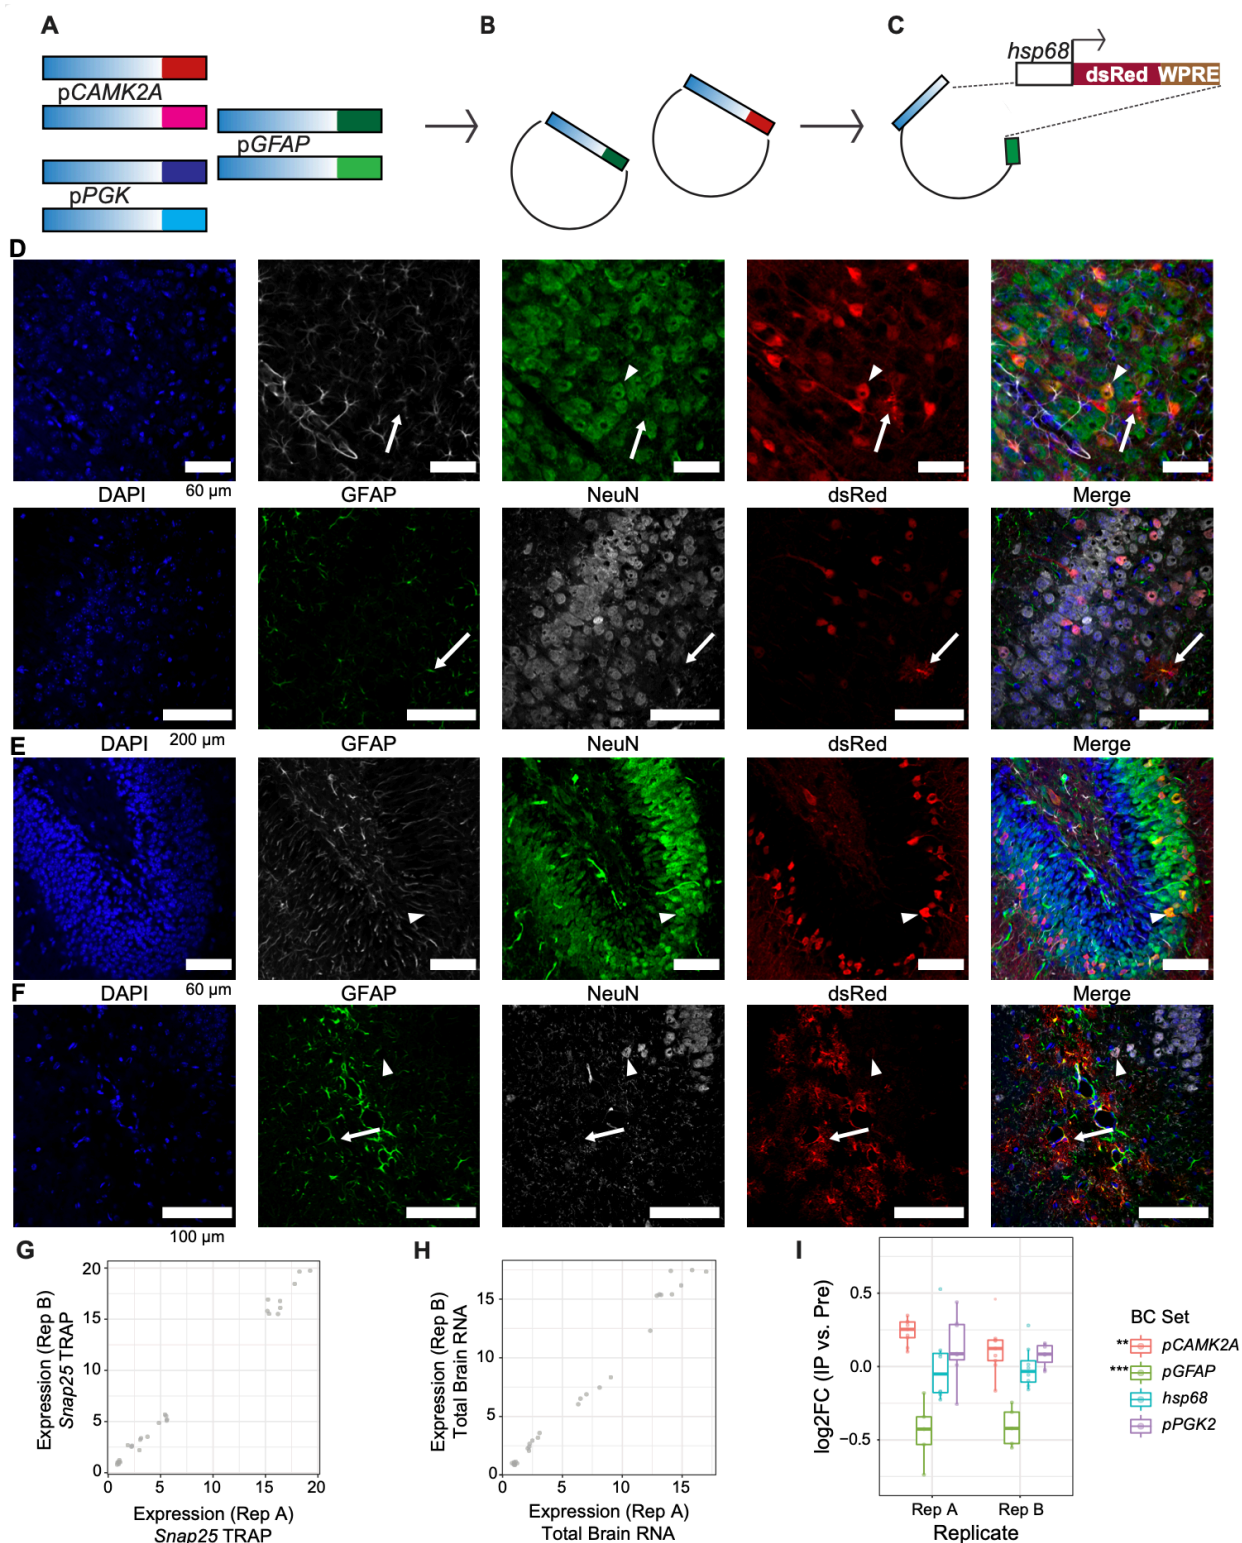 A
B
C
pCAMK2A
pGFAP
pPGK
hsp68
dsRed WPRE
D
DAPI 60 µm GFAP NeuN dsRed Merge
DAPI 200 µm GFAP NeuN dsRed Merge
E
DAPI 60 µm GFAP NeuN dsRed Merge
F
100 µm
G
Expression (Rep B)
Snap25 TRAP
20
15
10
5
0
0 5 10 15 20
Expression (Rep A)
Snap25 TRAP
H
Expression (Rep B)
Total Brain RNA
15
10
5
0
0 5 10 15
Expression (Rep A)
Total Brain RNA
I
log2FC (IP vs. Pre)
0.5
0.0
−0.5
Rep A Rep B
Replicate
BC Set
** pCAMK2A
*** pGFAP
hsp68
pPGK2